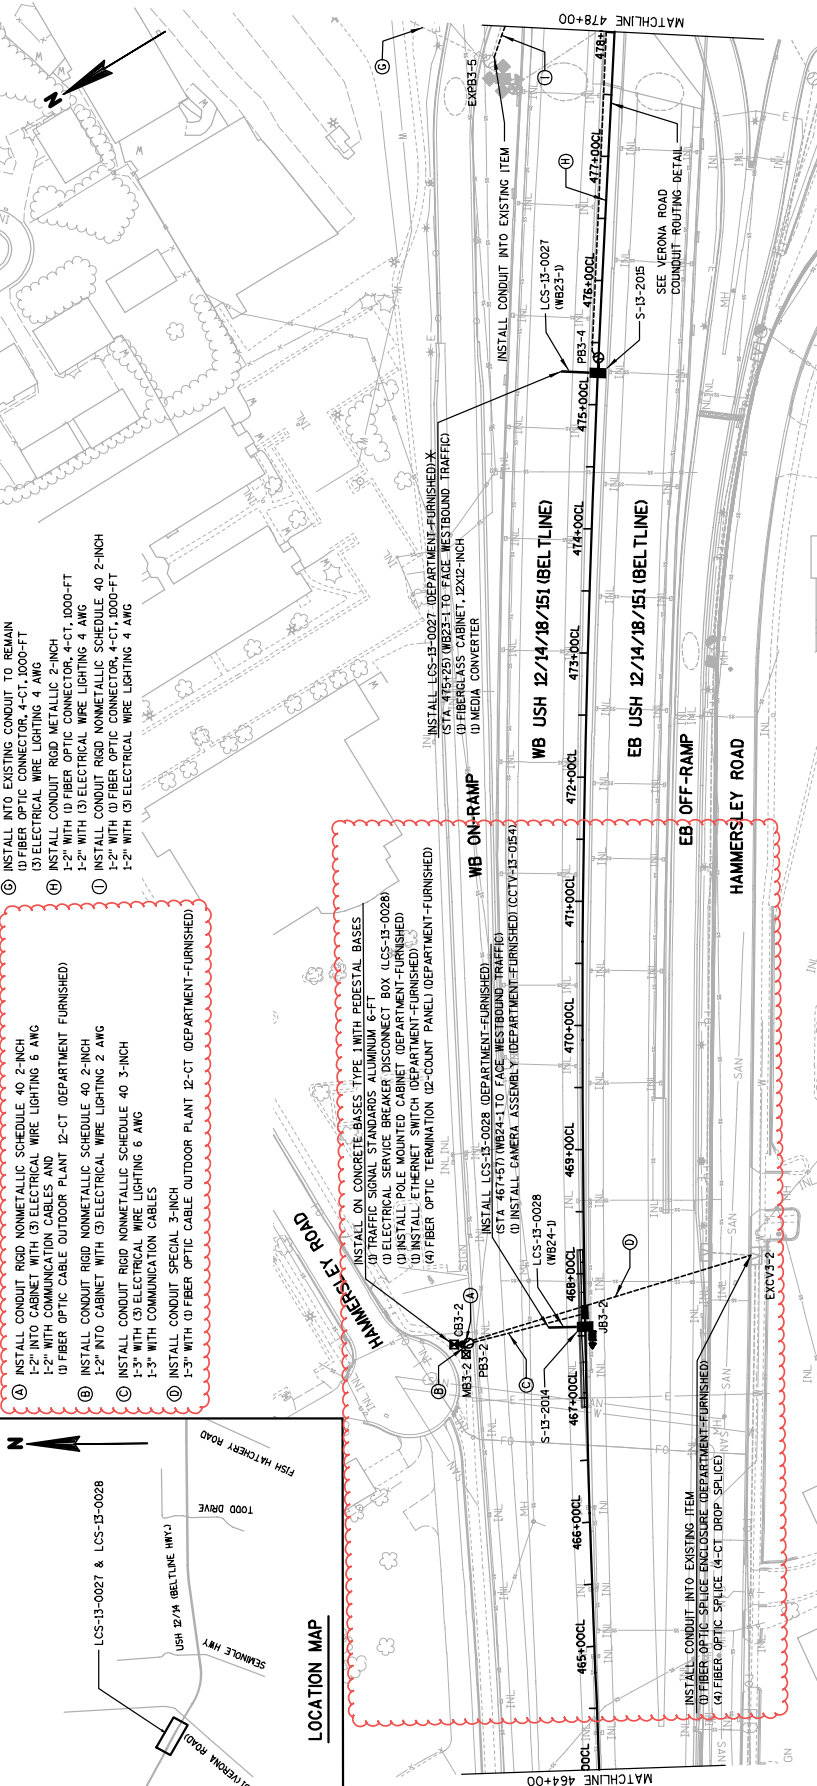 MATCHLINE 478+00
N
Ⓖ INSTALL INTO EXISTING CONDUIT TO REMAIN
(1) FIBER OPTIC CONNECTOR, 4-CT, 1000-FT
(3) ELECTRICAL WIRE LIGHTING 4 AWG
Ⓗ INSTALL CONDUIT RIGID METALLIC 2-INCH
1-2" WITH (1) FIBER OPTIC CONNECTOR, 4-CT, 1000-FT
1-2" WITH (3) ELECTRICAL WIRE LIGHTING 4 AWG
Ⓘ INSTALL CONDUIT RIGID NONMETALLIC SCHEDULE 40 2-INCH
1-2" WITH (1) FIBER OPTIC CONNECTOR, 4-CT, 1000-FT
1-2" WITH (3) ELECTRICAL WIRE LIGHTING 4 AWG
Ⓐ INSTALL CONDUIT RIGID NONMETALLIC SCHEDULE 40 2-INCH
1-2" INTO CABINET WITH (3) ELECTRICAL WIRE LIGHTING 6 AWG
1-2" WITH COMMUNICATION CABLES AND
(1) FIBER OPTIC CABLE OUTDOOR PLANT 12-CT (DEPARTMENT FURNISHED)
Ⓑ INSTALL CONDUIT RIGID NONMETALLIC SCHEDULE 40 2-INCH
1-2" INTO CABINET WITH (3) ELECTRICAL WIRE LIGHTING 2 AWG
Ⓒ INSTALL CONDUIT RIGID NONMETALLIC SCHEDULE 40 3-INCH
1-3" WITH (3) ELECTRICAL WIRE LIGHTING 6 AWG
1-3" WITH COMMUNICATION CABLES
Ⓓ INSTALL CONDUIT SPECIAL 3-INCH
1-3" WITH (1) FIBER OPTIC CABLE OUTDOOR PLANT 12-CT (DEPARTMENT-FURNISHED)
N
LCS-13-0027 & LCS-13-0028
USH 12/14 (BELTLINE HWY.)
FISH HATCHERY ROAD
TODD DRIVE
SEMINOLE HWY
(VERONA ROAD)
LOCATION MAP
HAMMERSLEY ROAD
INSTALL ON CONCRETE BASES TYPE 1 WITH PEDESTAL BASES
(1) TRAFFIC SIGNAL STANDARDS ALUMINUM 6-FT
(1) ELECTRICAL SERVICE BREAKER DISCONNECT BOX (LCS-13-0028)
(1) INSTALL POLE MOUNTED CABINET (DEPARTMENT-FURNISHED)
(1) INSTALL ETHERNET SWITCH (DEPARTMENT-FURNISHED)
(4) FIBER OPTIC TERMINATION (12-COUNT PANEL) (DEPARTMENT-FURNISHED)
INSTALL LCS-13-0028 (DEPARTMENT-FURNISHED)
(STA 467+57) (WB24-1 TO FACE WESTBOUND TRAFFIC)
(1) INSTALL CAMERA ASSEMBLY (DEPARTMENT-FURNISHED) (CCTV-13-0154)
LCS-13-0028
(WB24-1)
CB3-2
MB3-2
PB3-2
JB3-2
S-13-2014
Ⓐ
Ⓑ
Ⓒ
Ⓓ
EXCV3-2
INSTALL CONDUIT INTO EXISTING ITEM
(1) FIBER OPTIC SPLICE ENCLOSURE (DEPARTMENT-FURNISHED)
(4) FIBER OPTIC SPLICE (4-CT DROP SPLICE)
INSTALL LCS-13-0027 (DEPARTMENT-FURNISHED)
(STA. 475+25) (WB23-1 TO FACE WESTBOUND TRAFFIC)
(1) FIBERGLASS CABINET, 12X12-INCH
(1) MEDIA CONVERTER
INSTALL CONDUIT INTO EXISTING ITEM
EXPB3-5
LCS-13-0027
(WB23-1)
PB3-4
S-13-2015
SEE VERONA ROAD
COUNDUIT ROUTING DETAIL
Ⓖ
Ⓗ
Ⓘ
WB ON-RAMP
WB USH 12/14/18/151 (BELTLINE)
EB USH 12/14/18/151 (BELTLINE)
EB OFF-RAMP
HAMMERSLEY ROAD
465+00CL
466+00CL
467+00CL
468+00CL
469+00CL
470+00CL
471+00CL
472+00CL
473+00CL
474+00CL
475+00CL
476+00CL
477+00CL
478+
MATCHLINE 464+00